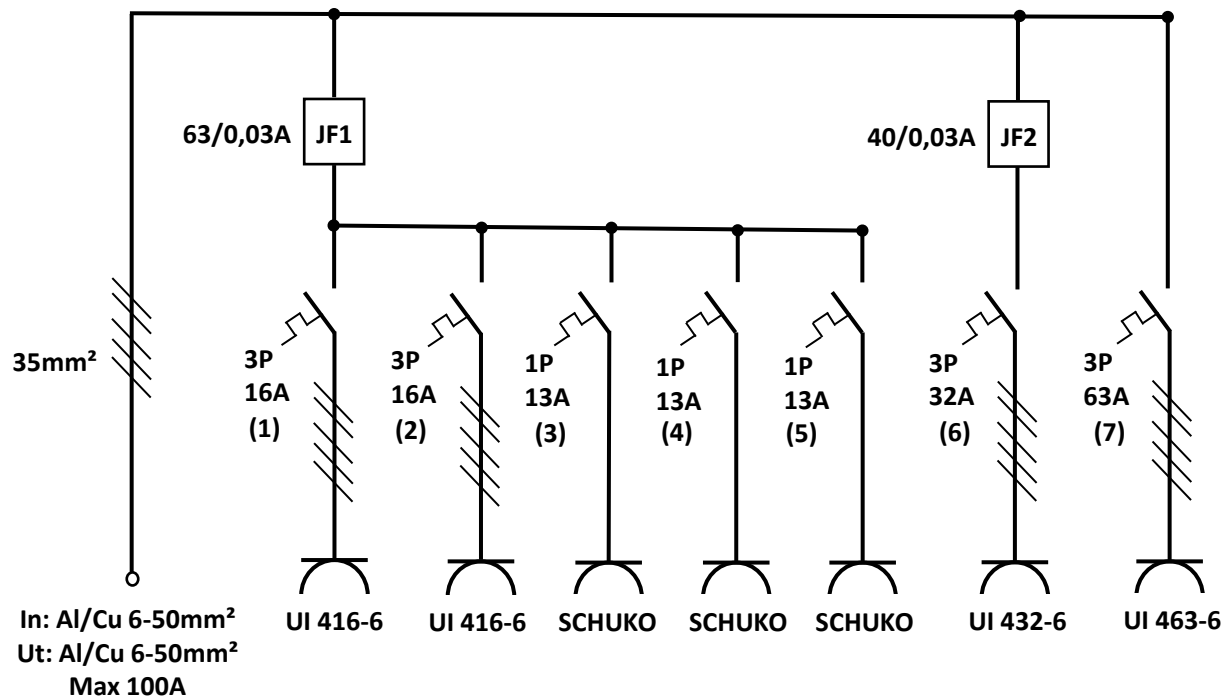 63/0,03A
JF1
40/0,03A
JF2
35mm²
3P
16A
(1)
3P
16A
(2)
1P
13A
(3)
1P
13A
(4)
1P
13A
(5)
3P
32A
(6)
3P
63A
(7)
In: Al/Cu 6-50mm²
Ut: Al/Cu 6-50mm²
Max 100A
UI 416-6
UI 416-6
SCHUKO
SCHUKO
SCHUKO
UI 432-6
UI 463-6